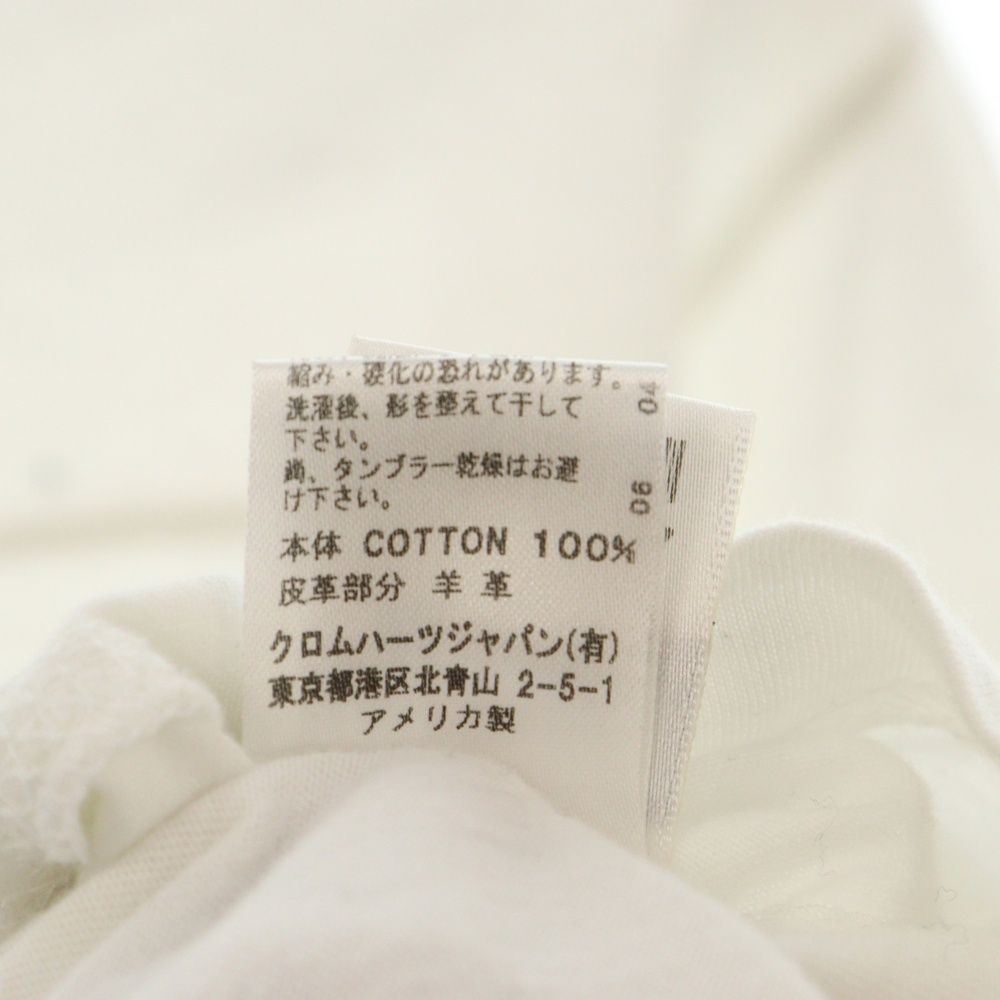 縮み・硬化の恐れがあります。
洗濯後、形を整えて干して
下さい。
尚、タンブラー乾燥はお避
け下さい。
本体 COTTON 100%
皮革部分 羊革
クロムハーツジャパン(有)
東京都港区北青山 2-5-1
アメリカ製
04
06